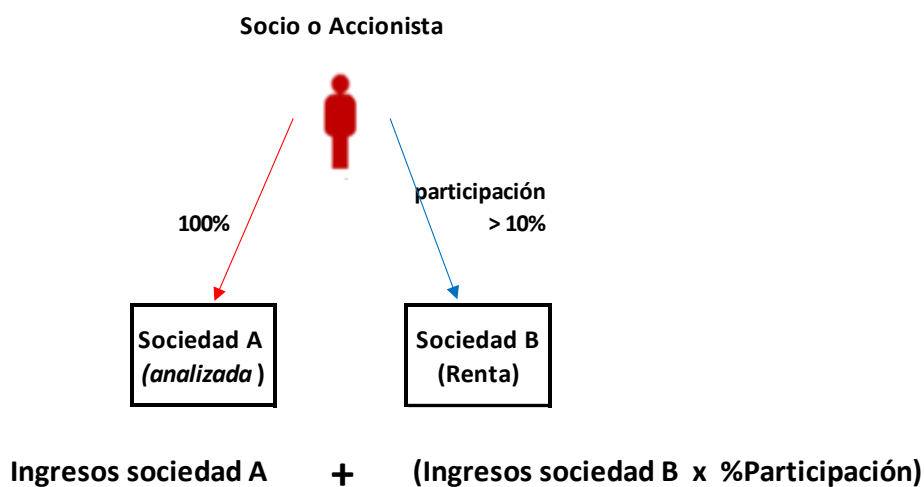 Socio o Accionista
participación
100% > 10%
Sociedad A
(analizada)
Sociedad B
(Renta)
Ingresos sociedad A + (Ingresos sociedad B x %Participación)